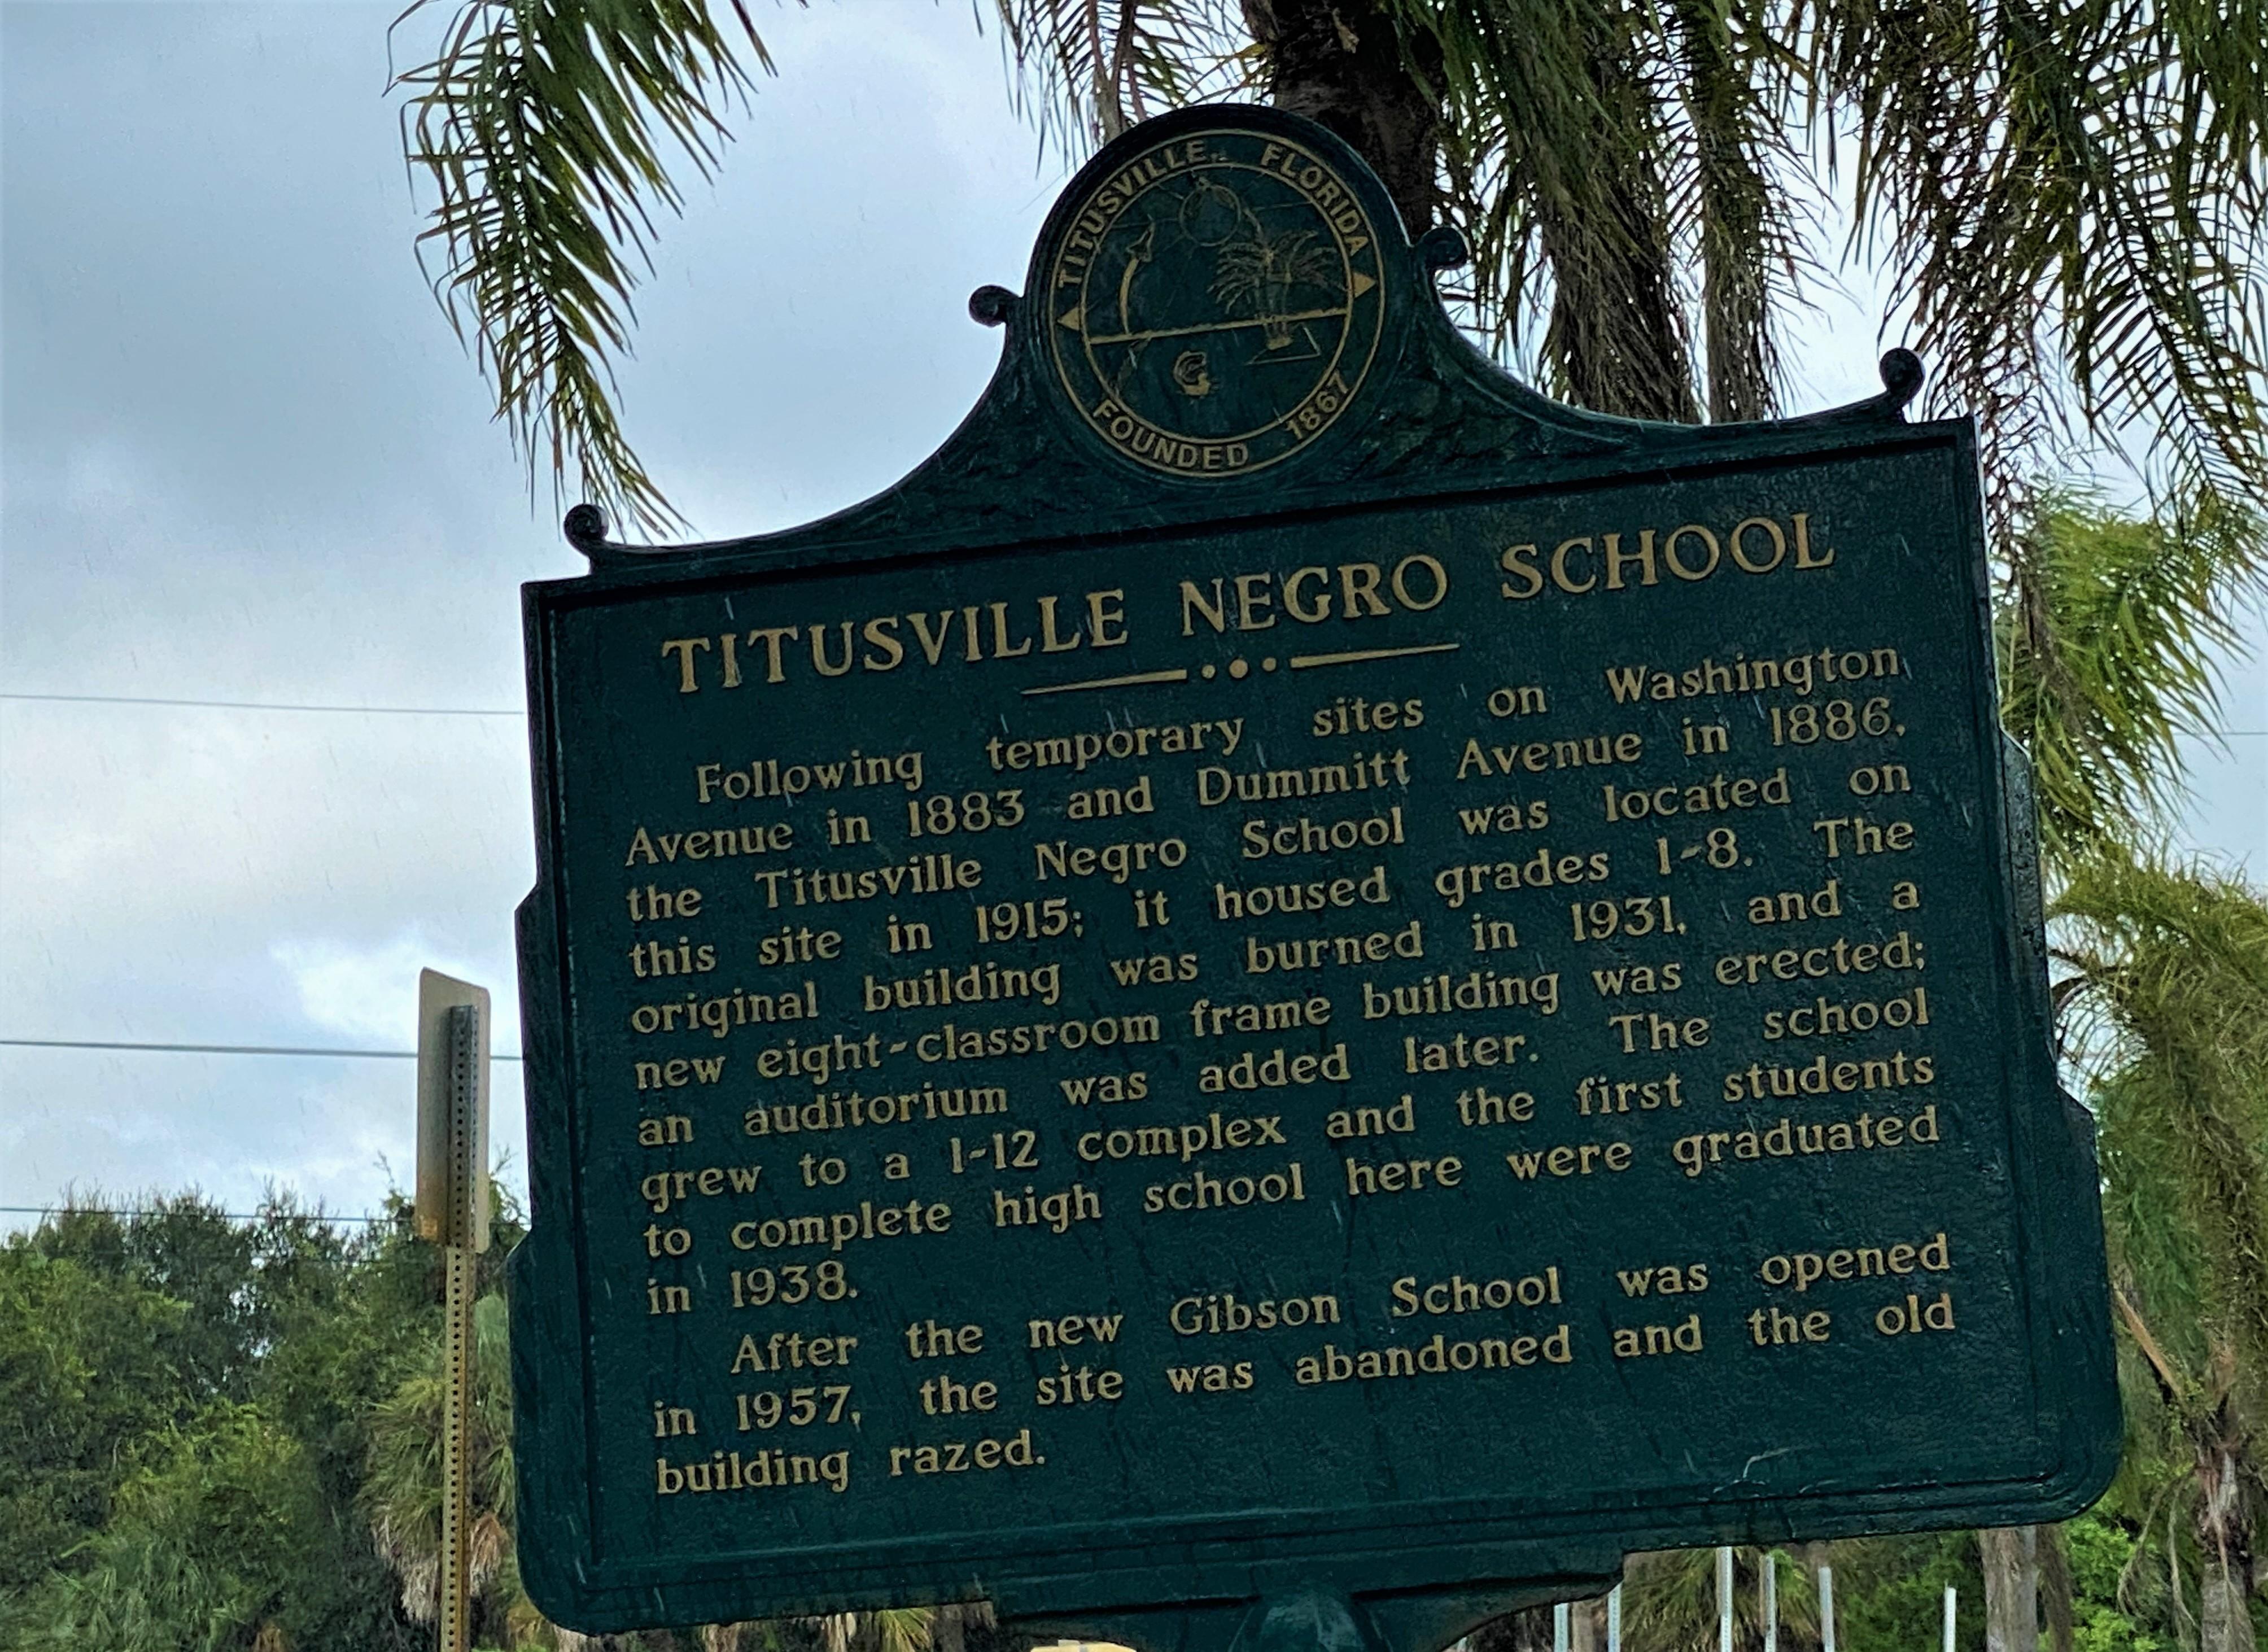 TITUSVILLE, FLORIDA
FOUNDED 1867
TITUSVILLE NEGRO SCHOOL
Following temporary sites on Washington
Avenue in 1883 and Dummitt Avenue in 1886,
the Titusville Negro School was located on
this site in 1915; it housed grades 1-8. The
original building was burned in 1931, and a
new eight-classroom frame building was erected;
an auditorium was added later. The school
grew to a 1-12 complex and the first students
to complete high school here were graduated
in 1938.
After the new Gibson School was opened
in 1957, the site was abandoned and the old
building razed.